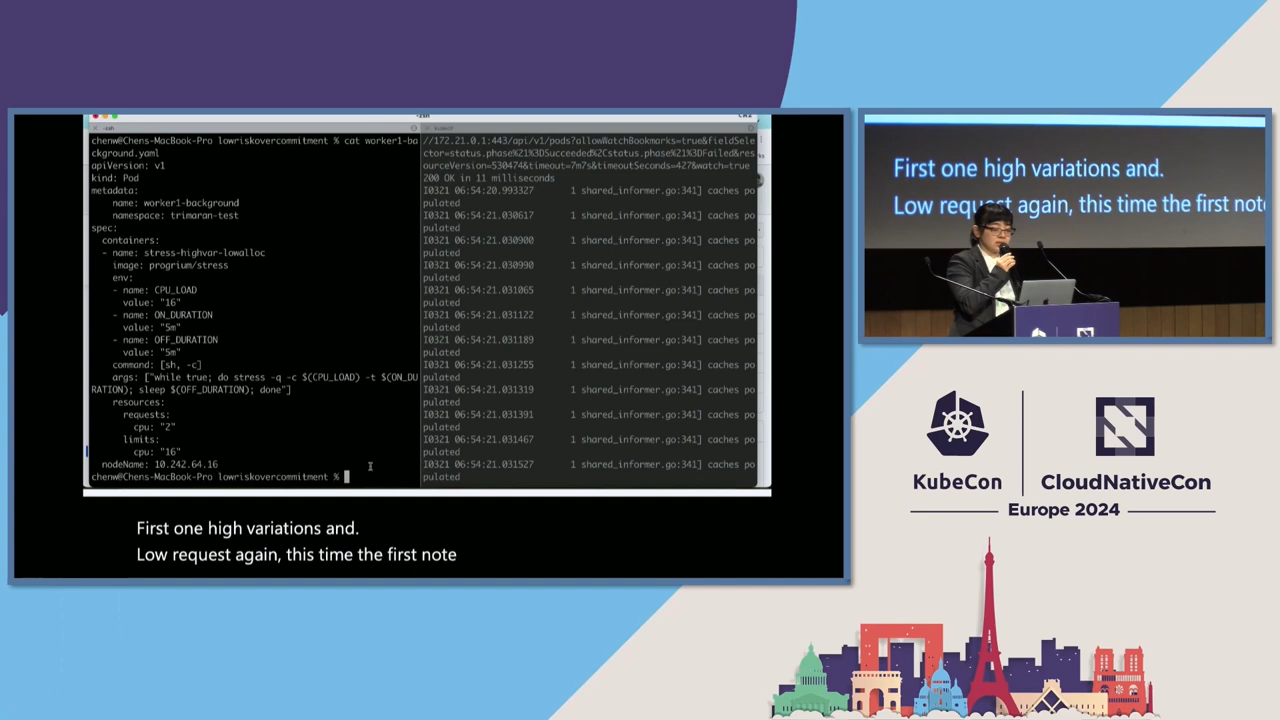 -zsh
-zsh
kubectl
chenw@Chens-MacBook-Pro lowriskovercommitment % cat worker1-ba
ckground.yaml
apiVersion: v1
kind: Pod
metadata:
name: worker1-background
namespace: trimaran-test
spec:
containers:
- name: stress-highvar-lowalloc
image: progrium/stress
env:
- name: CPU_LOAD
value: "16"
- name: ON_DURATION
value: "5m"
- name: OFF_DURATION
value: "5m"
command: [sh, -c]
args: ["while true; do stress -q -c $(CPU_LOAD) -t $(ON_DU
RATION); sleep $(OFF_DURATION); done"]
resources:
requests:
cpu: "2"
limits:
cpu: "16"
nodeName: 10.242.64.16
chenw@Chens-MacBook-Pro lowriskovercommitment %
//172.21.0.1:443/api/v1/pods?allowWatchBookmarks=true&fieldSele
ctor=status.phase%21%3DSucceeded%2Cstatus.phase%21%3DFailed&res
ourceVersion=530474&timeout=7m7s&timeoutSeconds=427&watch=true
200 OK in 11 milliseconds
I0321 06:54:20.993327 1 shared_informer.go:341] caches po
pulated
I0321 06:54:21.030617 1 shared_informer.go:341] caches po
pulated
I0321 06:54:21.030900 1 shared_informer.go:341] caches po
pulated
I0321 06:54:21.030990 1 shared_informer.go:341] caches po
pulated
I0321 06:54:21.031065 1 shared_informer.go:341] caches po
pulated
I0321 06:54:21.031122 1 shared_informer.go:341] caches po
pulated
I0321 06:54:21.031189 1 shared_informer.go:341] caches po
pulated
I0321 06:54:21.031255 1 shared_informer.go:341] caches po
pulated
I0321 06:54:21.031319 1 shared_informer.go:341] caches po
pulated
I0321 06:54:21.031391 1 shared_informer.go:341] caches po
pulated
I0321 06:54:21.031467 1 shared_informer.go:341] caches po
pulated
I0321 06:54:21.031527 1 shared_informer.go:341] caches po
pulated
First one high variations and.
Low request again, this time the first note
First one high variations and.
Low request again, this time the first note
KubeCon
CloudNativeCon
Europe 2024